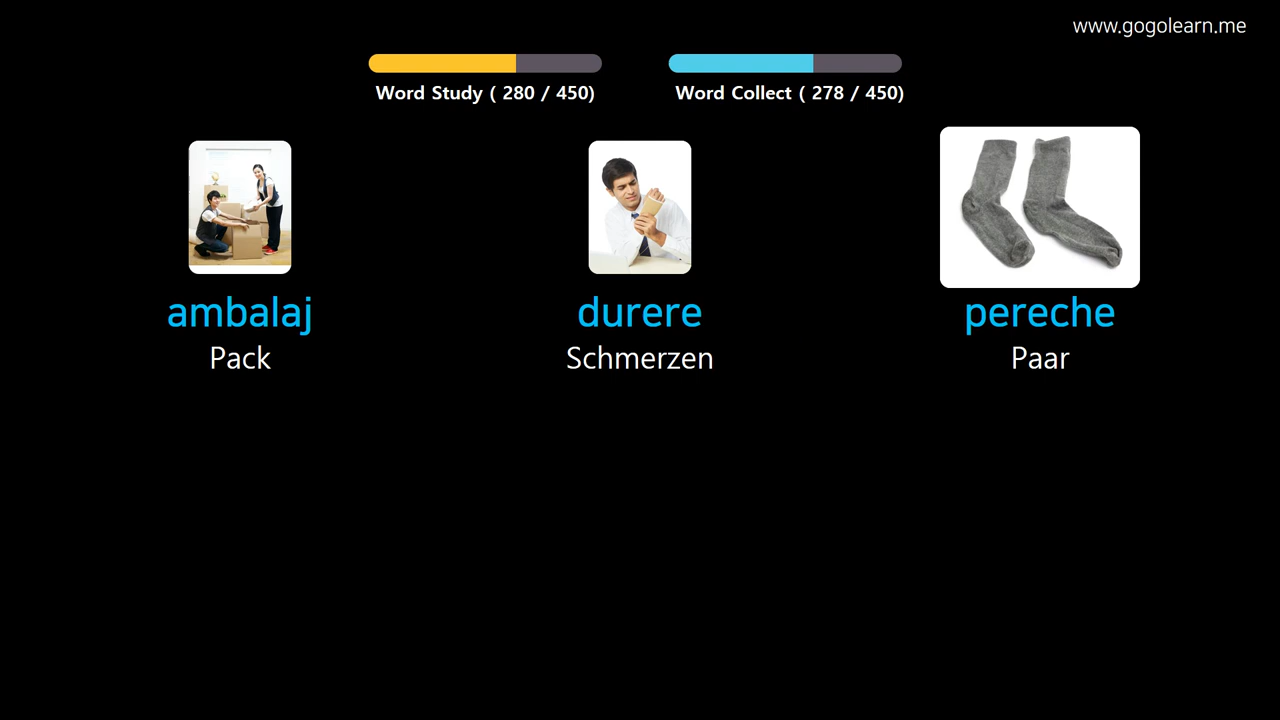 www.gogolearn.me
Word Study ( 280 / 450)
Word Collect ( 278 / 450)
ambalaj
durere
pereche
Pack
Schmerzen
Paar